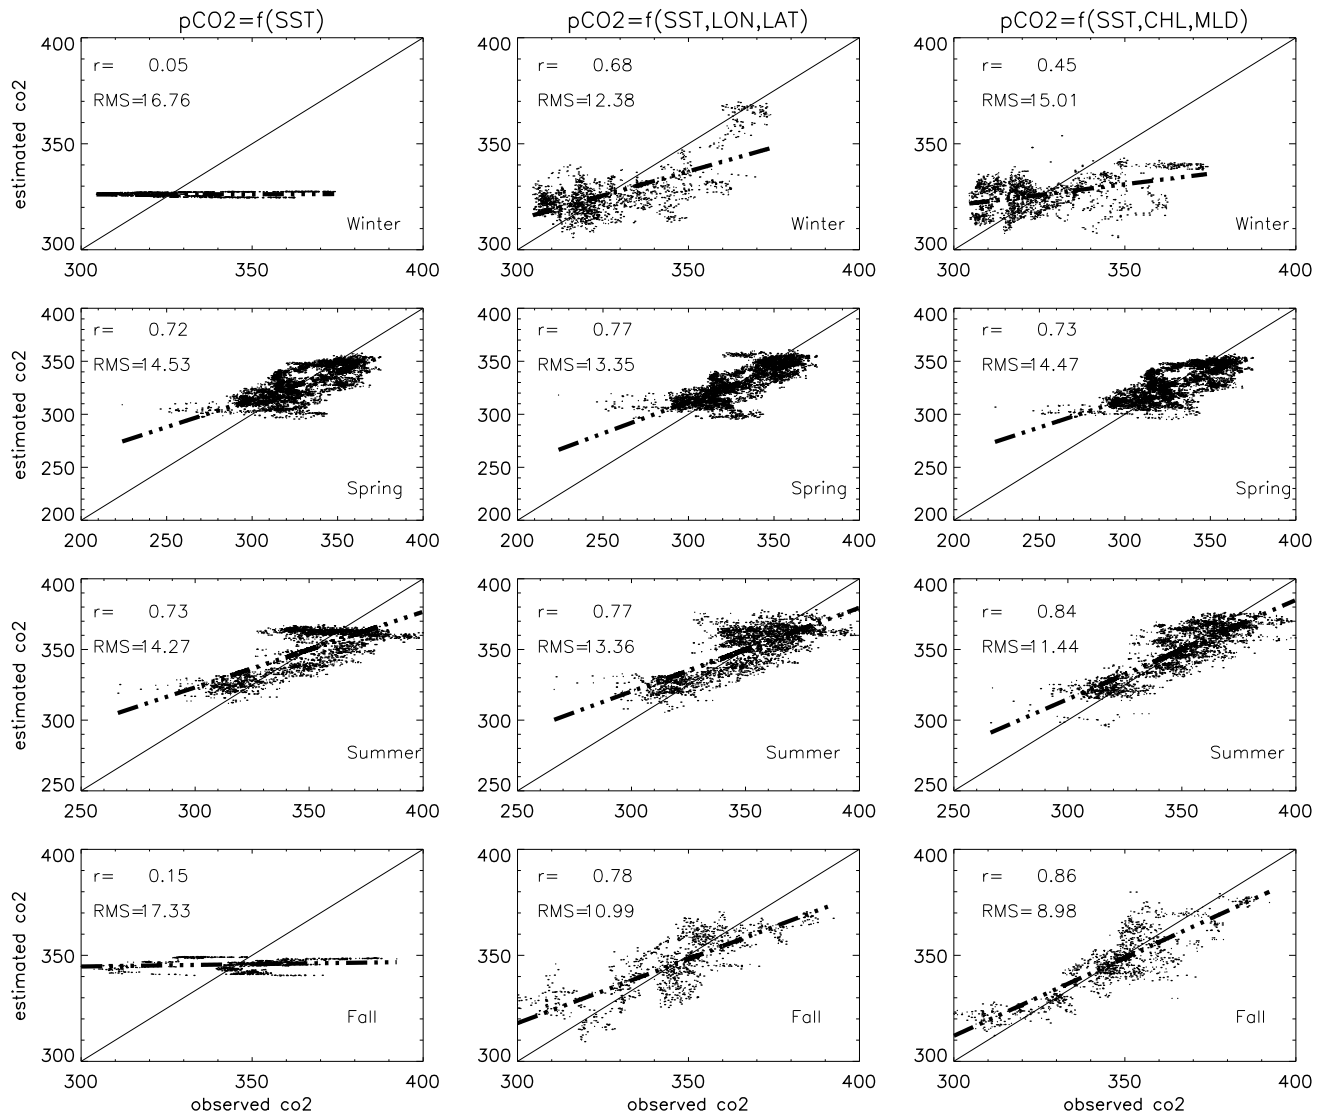 pCO2=f(SST) pCO2=f(SST,LON,LAT) pCO2=f(SST,CHL,MLD)
400 400 400
r= 0.05 r= 0.68 r= 0.45
RMS=16.76 RMS=12.38 RMS=15.01
estimated co2
350 350 350
Winter Winter Winter
300 300 300
300 350 400 300 350 400 300 350 400
400 400 400
r= 0.72 r= 0.77 r= 0.73
RMS=14.53 RMS=13.35 RMS=14.47
350 350 350
estimated co2
300 300 300
250 250 250
Spring Spring Spring
200 200 200
200 250 300 350 400 200 250 300 350 400 200 250 300 350 400
400 400 400
r= 0.73 r= 0.77 r= 0.84
RMS=14.27 RMS=13.36 RMS=11.44
350 350 350
estimated co2
300 300 300
Summer Summer Summer
250 250 250
250 300 350 400 250 300 350 400 250 300 350 400
400 400 400
r= 0.15 r= 0.78 r= 0.86
RMS=17.33 RMS=10.99 RMS= 8.98
estimated co2
350 350 350
Fall Fall Fall
300 300 300
300 350 400 300 350 400 300 350 400
observed co2 observed co2 observed co2